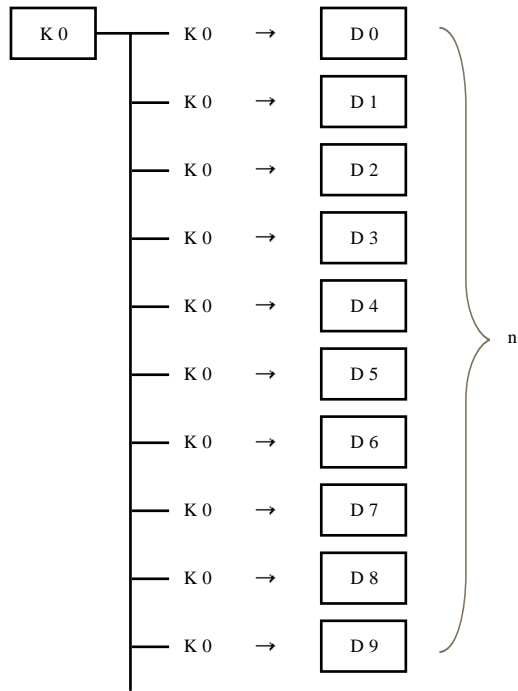 K 0 K 0 → D 0
K 0 → D 1
K 0 → D 2
K 0 → D 3
K 0 → D 4
K 0 → D 5
n
K 0 → D 6
K 0 → D 7
K 0 → D 8
K 0 → D 9